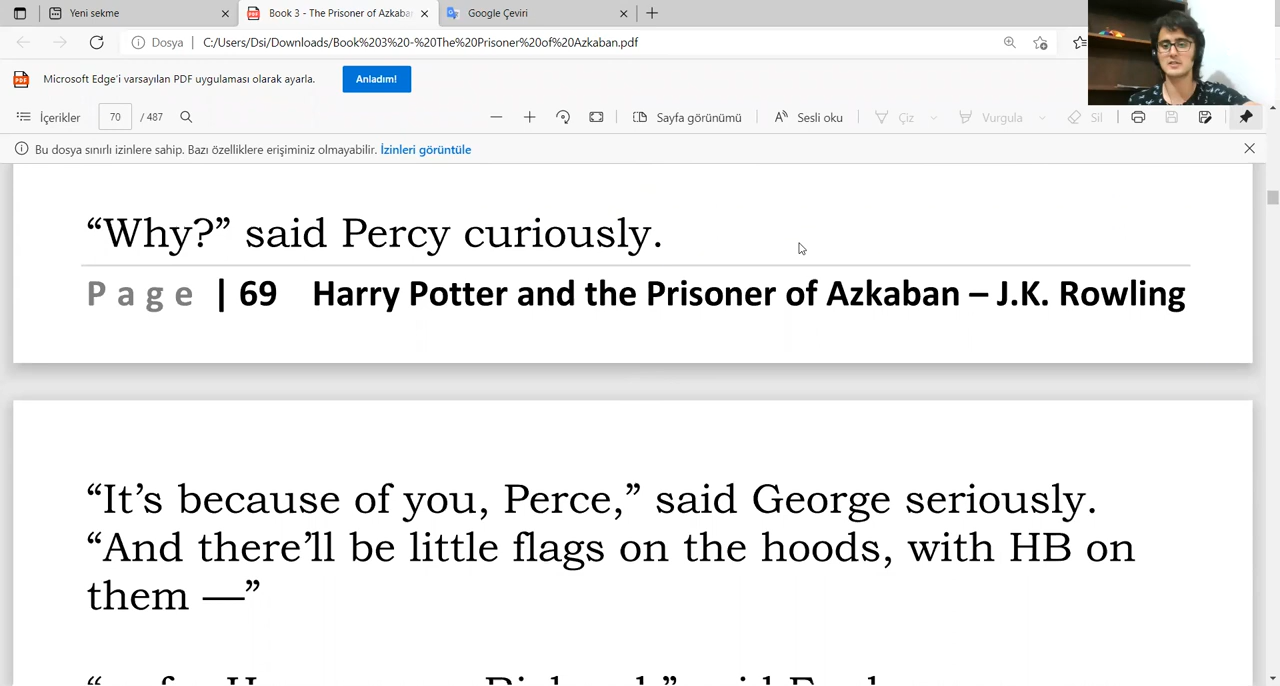 Yeni sekme
Book 3 - The Prisoner of Azkaban
Google Çeviri
Dosya
C:/Users/Dsi/Downloads/Book%203%20-%20The%20Prisoner%20of%20Azkaban.pdf
Microsoft Edge'i varsayılan PDF uygulaması olarak ayarla.
Anladım!
İçerikler
70 / 487
Sayfa görünümü
Sesli oku
Çiz
Vurgula
Sil
Bu dosya sınırlı izinlere sahip. Bazı özelliklere erişiminiz olmayabilir. İzinleri görüntüle
“Why?” said Percy curiously.
Page | 69 Harry Potter and the Prisoner of Azkaban – J.K. Rowling
“It’s because of you, Perce,” said George seriously.
“And there’ll be little flags on the hoods, with HB on
them —”